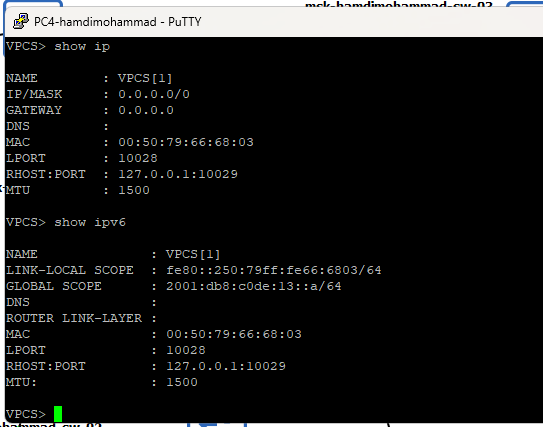 msk-hamdimohammad-sw-02
PC4-hamdimohammad - PuTTY
VPCS> show ip
NAME : VPCS[1]
IP/MASK : 0.0.0.0/0
GATEWAY : 0.0.0.0
DNS :
MAC : 00:50:79:66:68:03
LPORT : 10028
RHOST:PORT : 127.0.0.1:10029
MTU : 1500
VPCS> show ipv6
NAME : VPCS[1]
LINK-LOCAL SCOPE : fe80::250:79ff:fe66:6803/64
GLOBAL SCOPE : 2001:db8:c0de:13::a/64
DNS :
ROUTER LINK-LAYER :
MAC : 00:50:79:66:68:03
LPORT : 10028
RHOST:PORT : 127.0.0.1:10029
MTU: : 1500
VPCS>